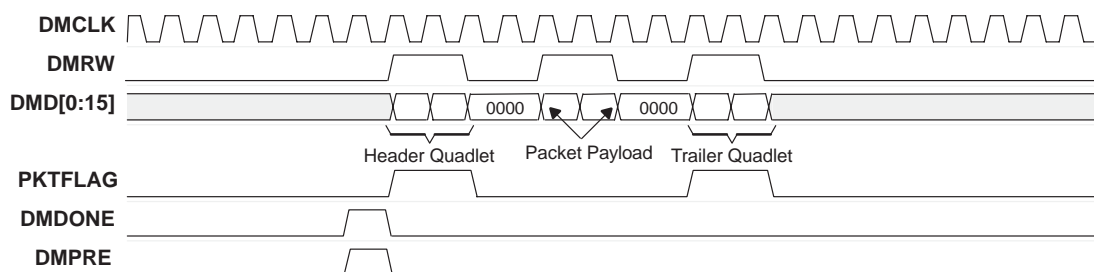 DMCLK
DMRW
DMD[0:15]
0000
0000
Header Quadlet
Packet Payload
Trailer Quadlet
PKTFLAG
DMDONE
DMPRE